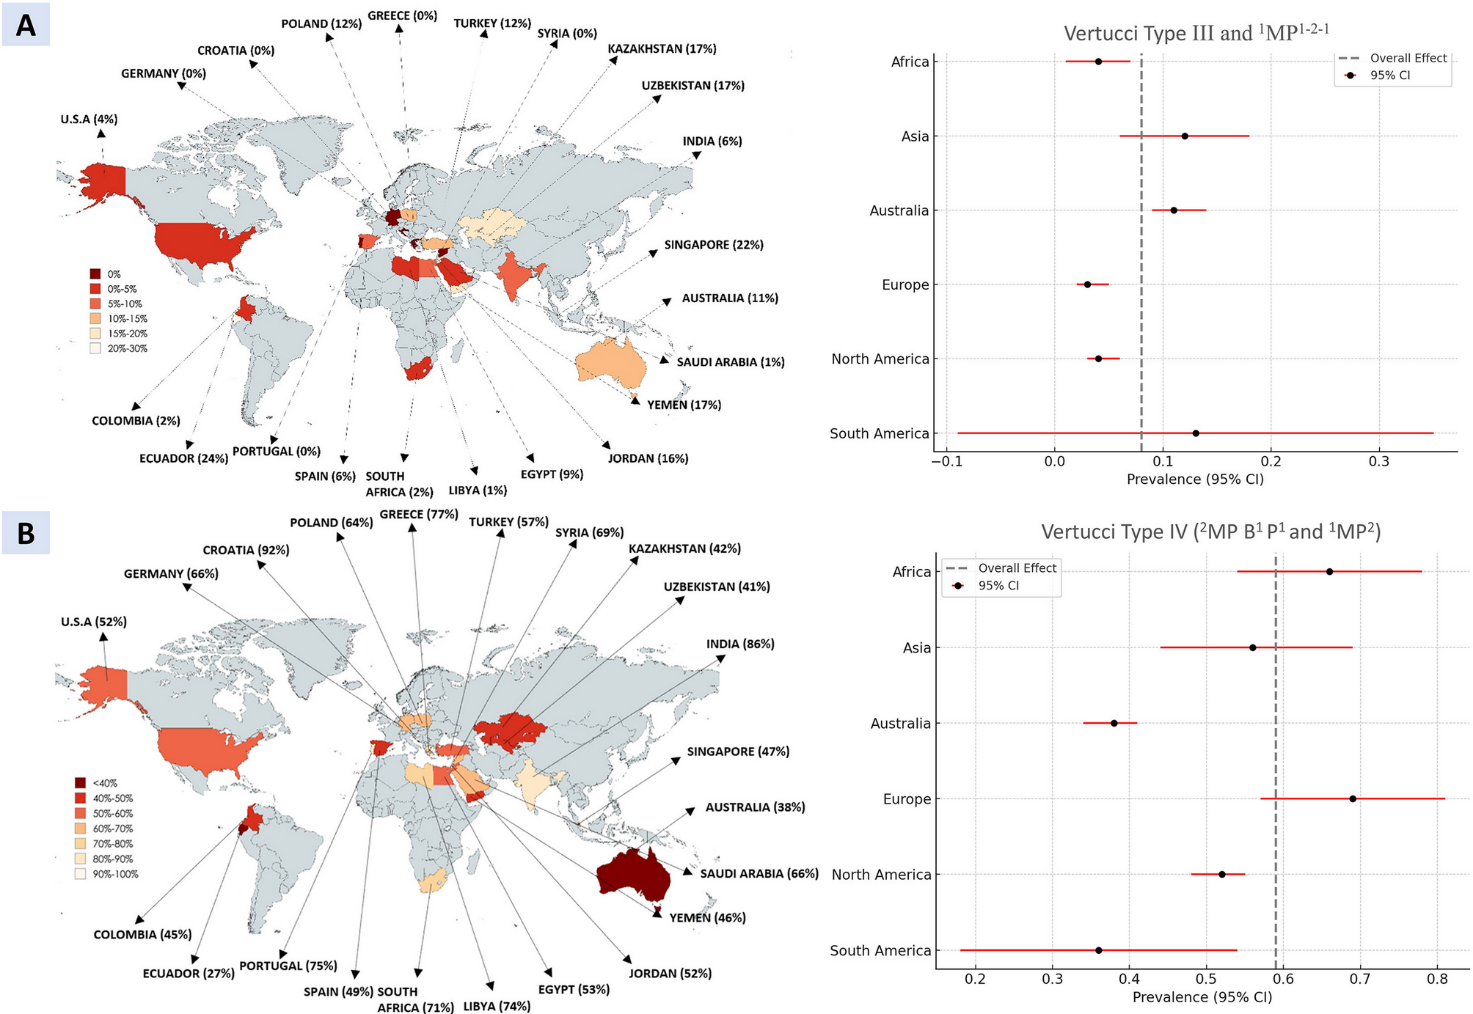 A
GREECE (0%)
POLAND (12%)
TURKEY (12%)
SYRIA (0%)
CROATIA (0%)
KAZAKHSTAN (17%)
GERMANY (0%)
UZBEKISTAN (17%)
U.S.A (4%)
INDIA (6%)
SINGAPORE (22%)
0%
0%-5%
5%-10%
10%-15%
15%-20%
20%-30%
AUSTRALIA (11%)
SAUDI ARABIA (1%)
YEMEN (17%)
COLOMBIA (2%)
ECUADOR (24%)
PORTUGAL (0%)
JORDAN (16%)
SPAIN (6%)
SOUTH
AFRICA (2%)
LIBYA (1%)
EGYPT (9%)
Vertucci Type III and ¹MP¹⁻²⁻¹
Overall Effect
95% CI
Africa
Asia
Australia
Europe
North America
South America
−0.1 0.0 0.1 0.2 0.3
Prevalence (95% CI)
B
GREECE (77%)
POLAND (64%)
TURKEY (57%)
SYRIA (69%)
CROATIA (92%)
KAZAKHSTAN (42%)
GERMANY (66%)
UZBEKISTAN (41%)
U.S.A (52%)
INDIA (86%)
SINGAPORE (47%)
<40%
40%-50%
50%-60%
60%-70%
70%-80%
80%-90%
90%-100%
AUSTRALIA (38%)
SAUDI ARABIA (66%)
YEMEN (46%)
COLOMBIA (45%)
ECUADOR (27%)
PORTUGAL (75%)
JORDAN (52%)
SPAIN (49%)
SOUTH
AFRICA (71%)
LIBYA (74%)
EGYPT (53%)
Vertucci Type IV (²MP B¹ P¹ and ¹MP²)
Overall Effect
95% CI
Africa
Asia
Australia
Europe
North America
South America
0.2 0.3 0.4 0.5 0.6 0.7 0.8
Prevalence (95% CI)